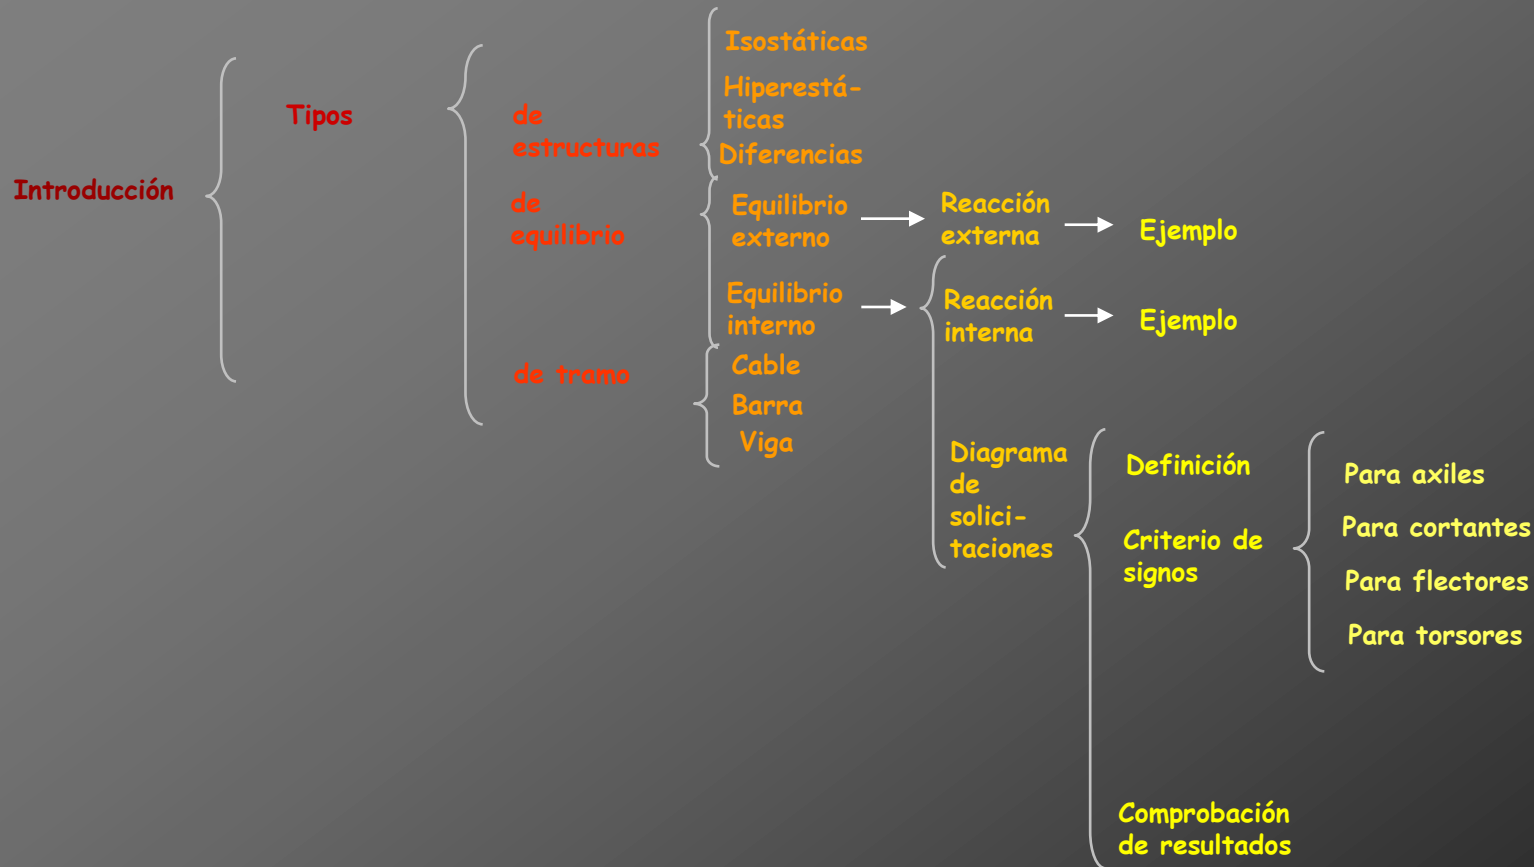 Introducción
Tipos
de
estructuras
Isostáticas
Hiperestá-
ticas
Diferencias
de
equilibrio
Equilibrio
externo
Reacción
externa
Ejemplo
Equilibrio
interno
Reacción
interna
Ejemplo
Diagrama
de
solici-
taciones
Definición
Criterio de
signos
Para axiles
Para cortantes
Para flectores
Para torsores
Comprobación
de resultados
de tramo
Cable
Barra
Viga